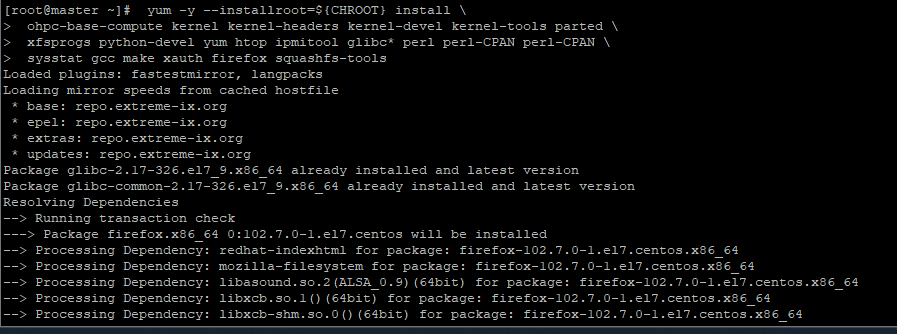 [root@master ~]#  yum -y --installroot=${CHROOT} install \
>  ohpc-base-compute kernel kernel-headers kernel-devel kernel-tools parted \
>  xfsprogs python-devel yum htop ipmitool glibc* perl perl-CPAN perl-CPAN \
>  sysstat gcc make xauth firefox squashfs-tools
Loaded plugins: fastestmirror, langpacks
Loading mirror speeds from cached hostfile
 * base: repo.extreme-ix.org
 * epel: repo.extreme-ix.org
 * extras: repo.extreme-ix.org
 * updates: repo.extreme-ix.org
Package glibc-2.17-326.el7_9.x86_64 already installed and latest version
Package glibc-common-2.17-326.el7_9.x86_64 already installed and latest version
Resolving Dependencies
--> Running transaction check
---> Package firefox.x86_64 0:102.7.0-1.el7.centos will be installed
--> Processing Dependency: redhat-indexhtml for package: firefox-102.7.0-1.el7.centos.x86_64
--> Processing Dependency: mozilla-filesystem for package: firefox-102.7.0-1.el7.centos.x86_64
--> Processing Dependency: libasound.so.2(ALSA_0.9)(64bit) for package: firefox-102.7.0-1.el7.centos.x86_64
--> Processing Dependency: libxcb.so.1()(64bit) for package: firefox-102.7.0-1.el7.centos.x86_64
--> Processing Dependency: libxcb-shm.so.0()(64bit) for package: firefox-102.7.0-1.el7.centos.x86_64